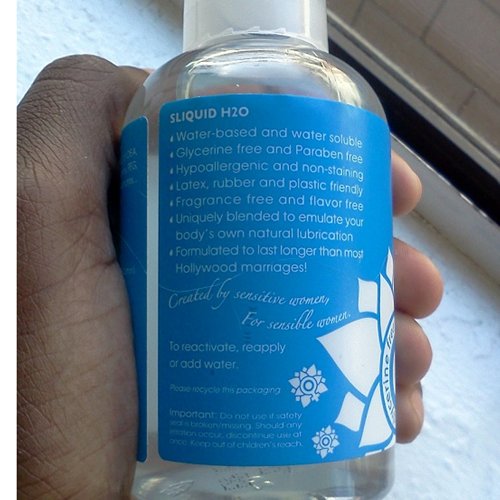 SLIQUID H2O
Water-based and water soluble
Glycerine free and Paraben free
Hypoallergenic and non-staining
Latex, rubber and plastic friendly
Fragrance free and flavor free
Uniquely blended to emulate your
body's own natural lubrication
Formulated to last longer than most
Hollywood marriages!
Created by sensitive women,
For sensible women.
To reactivate, reapply
or add water.
Please recycle this packaging
Important: Do not use if safety
seal is broken/missing. Should any
irritation occur, discontinue use at
once. Keep out of children's reach.